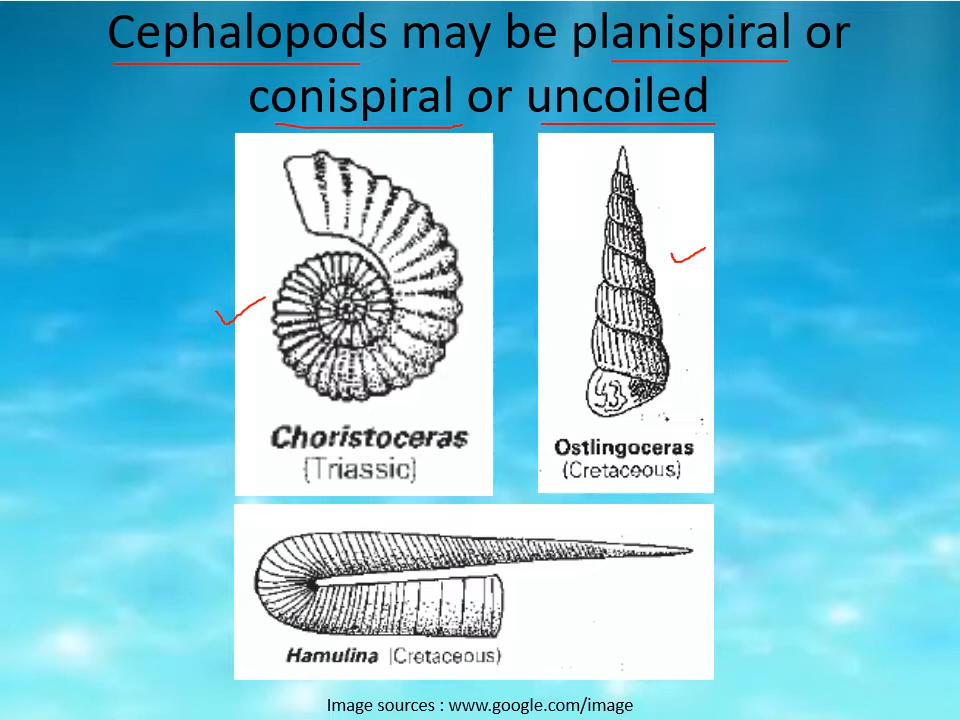 Cephalopods may be planispiral or
conispiral or uncoiled
Choristoceras
(Triassic)
Ostlingoceras
(Cretaceous)
Hamulina (Cretaceous)
Image sources : www.google.com/image